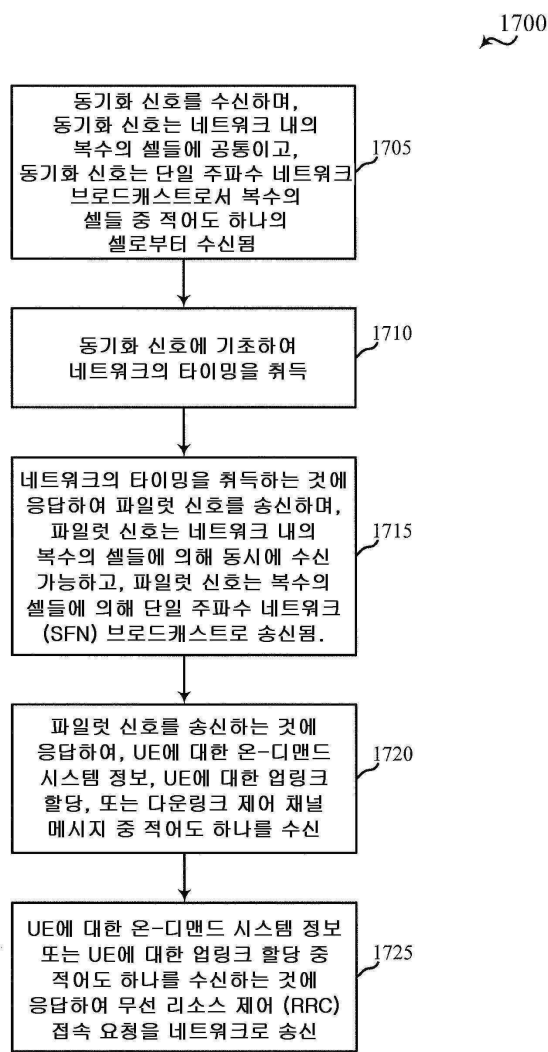 1700
동기화 신호를 수신하며,
동기화 신호는 네트워크 내의
복수의 셀들에 공통이고,
동기화 신호는 단일 주파수 네트워크
브로드캐스트로서 복수의
셀들 중 적어도 하나의
셀로부터 수신됨
1705
동기화 신호에 기초하여
네트워크의 타이밍을 취득
1710
네트워크의 타이밍을 취득하는 것에
응답하여 파일럿 신호를 송신하며,
파일럿 신호는 네트워크 내의
복수의 셀들에 의해 동시에 수신
가능하고, 파일럿 신호는 복수의
셀들에 의해 단일 주파수 네트워크
(SFN) 브로드캐스트로 송신됨.
1715
파일럿 신호를 송신하는 것에
응답하여, UE에 대한 온-디맨드
시스템 정보, UE에 대한 업링크
할당, 또는 다운링크 제어 채널
메시지 중 적어도 하나를 수신
1720
UE에 대한 온-디맨드 시스템 정보
또는 UE에 대한 업링크 할당 중
적어도 하나를 수신하는 것에
응답하여 무선 리소스 제어 (RRC)
접속 요청을 네트워크로 송신
1725